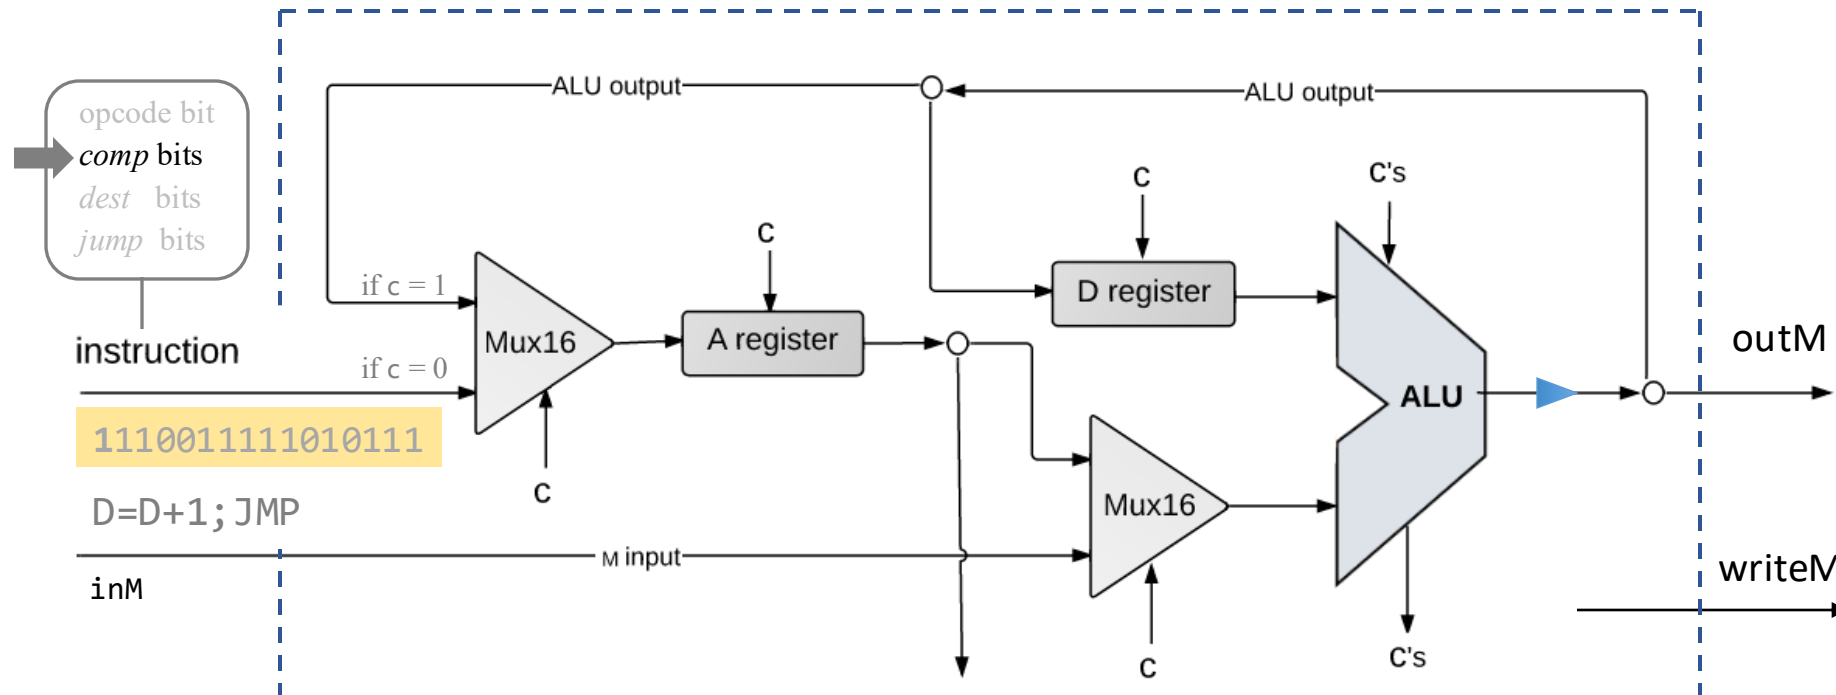 ALU output
ALU output
opcode bit
comp bits
dest bits
jump bits
c
c's
c
if c = 1
D register
instruction
Mux16
A register
if c = 0
outM
ALU
1110011111010111
c
Mux16
D=D+1;JMP
M input
inM
writeM
c
c's